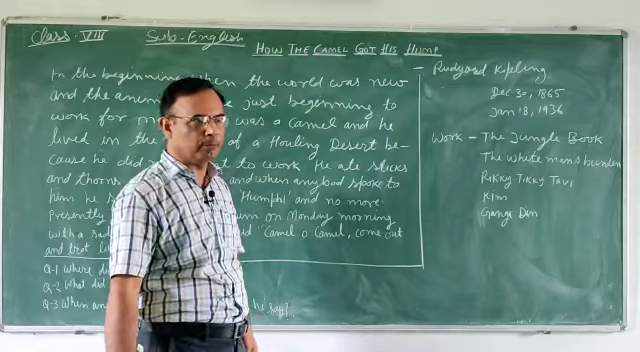 Class- VIII
Sub- English
HOW THE CAMEL GOT HIS HUMP
In the beginning when the world was new
and the just beginning to
work for was a Camel and he
lived in the of a Howling Desert be-
cause he did to work. He ate sticks
and thorns and when anybody spoke to
him he 'Humph!' and no more.
Presently on Monday morning
with a 'Camel O Camel, come out
and trot
Q-1 Where
Q-2 What did
Q-3 When he say?
- Rudyard Kipling
Dec 30, 1865
Jan 18, 1936
Work - The Jungle Book
The White man's burden
Rikky Tikky Tavi
Kim
Ganga Din